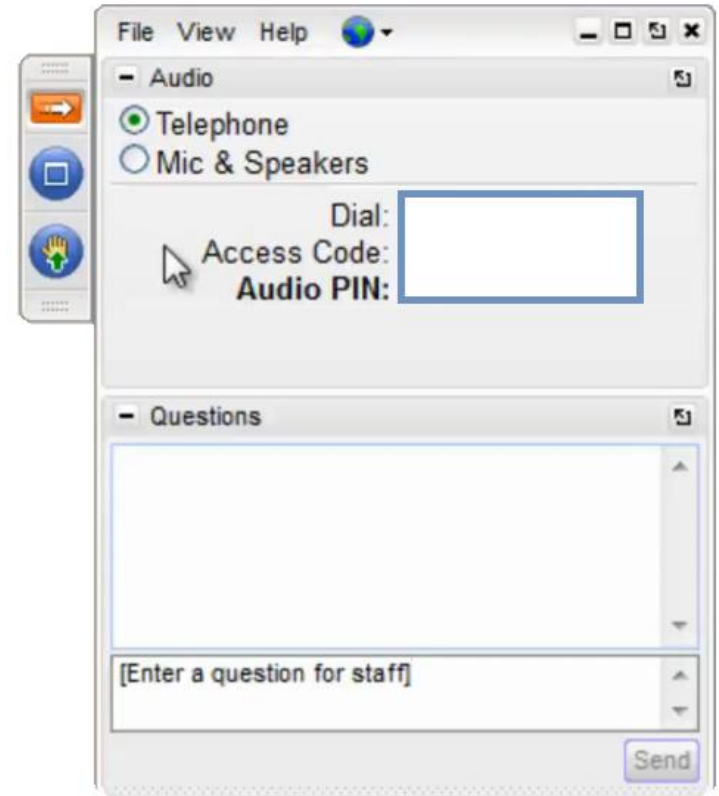 File View Help
Audio
Telephone
Mic & Speakers
Dial:
Access Code:
Audio PIN:
Questions
[Enter a question for staff]
Send